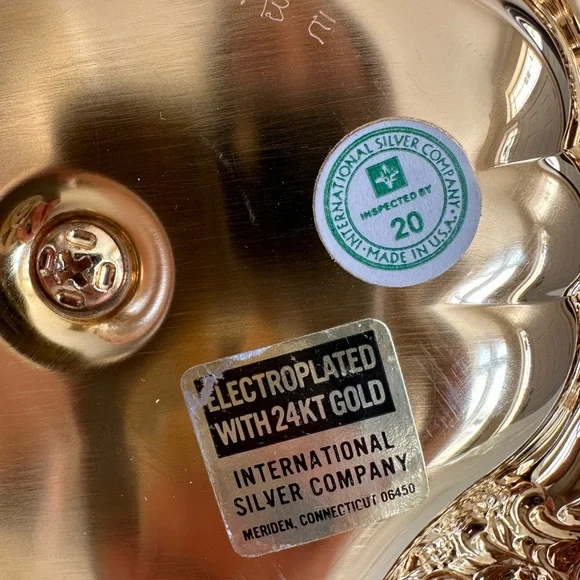 INTERNATIONAL SILVER COMPANY
INSPECTED BY
20
· MADE IN U.S.A. ·
ELECTROPLATED
WITH 24KT GOLD
INTERNATIONAL
SILVER COMPANY
MERIDEN, CONNECTICUT 06450